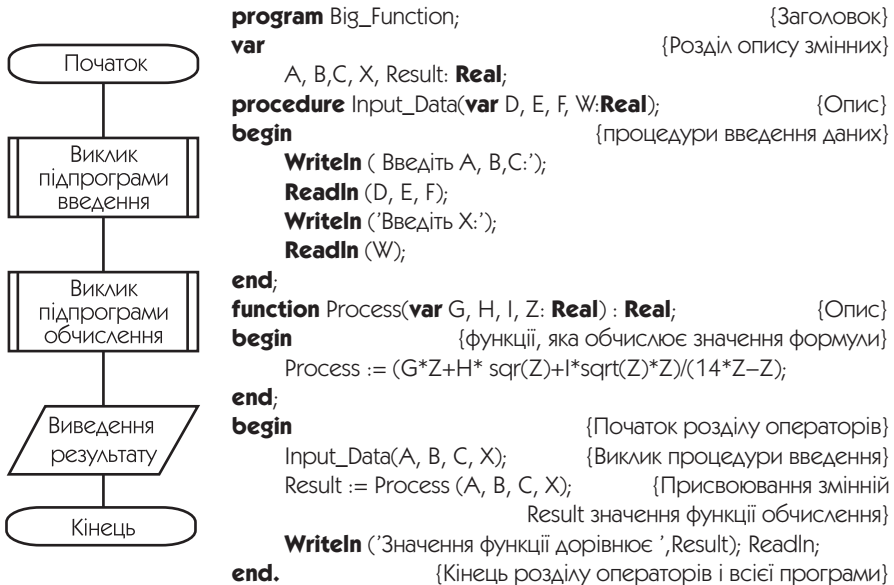 Початок
Виклик
підпрограми
введення
Виклик
підпрограми
обчислення
Виведення
результату
Кінець
program Big_Function; {Заголовок}
var {Розділ опису змінних}
A, B,C, X, Result: Real;
procedure Input_Data(var D, E, F, W:Real); {Опис}
begin {процедури введення даних}
Writeln ( Введіть A, B,C:’);
Readln (D, E, F);
Writeln (’Введіть X:’);
Readln (W);
end;
function Process(var G, H, I, Z: Real) : Real; {Опис}
begin {функції, яка обчислює значення формули}
Process := (G*Z+H* sqr(Z)+I*sqrt(Z)*Z)/(14*Z–Z);
end;
begin {Початок розділу операторів}
Input_Data(A, B, C, X); {Виклик процедури введення}
Result := Process (A, B, C, X); {Присвоювання змінній
Result значення функції обчислення}
Writeln (’Значення функції дорівнює ’,Result); Readln;
end. {Кінець розділу операторів і всієї програми}